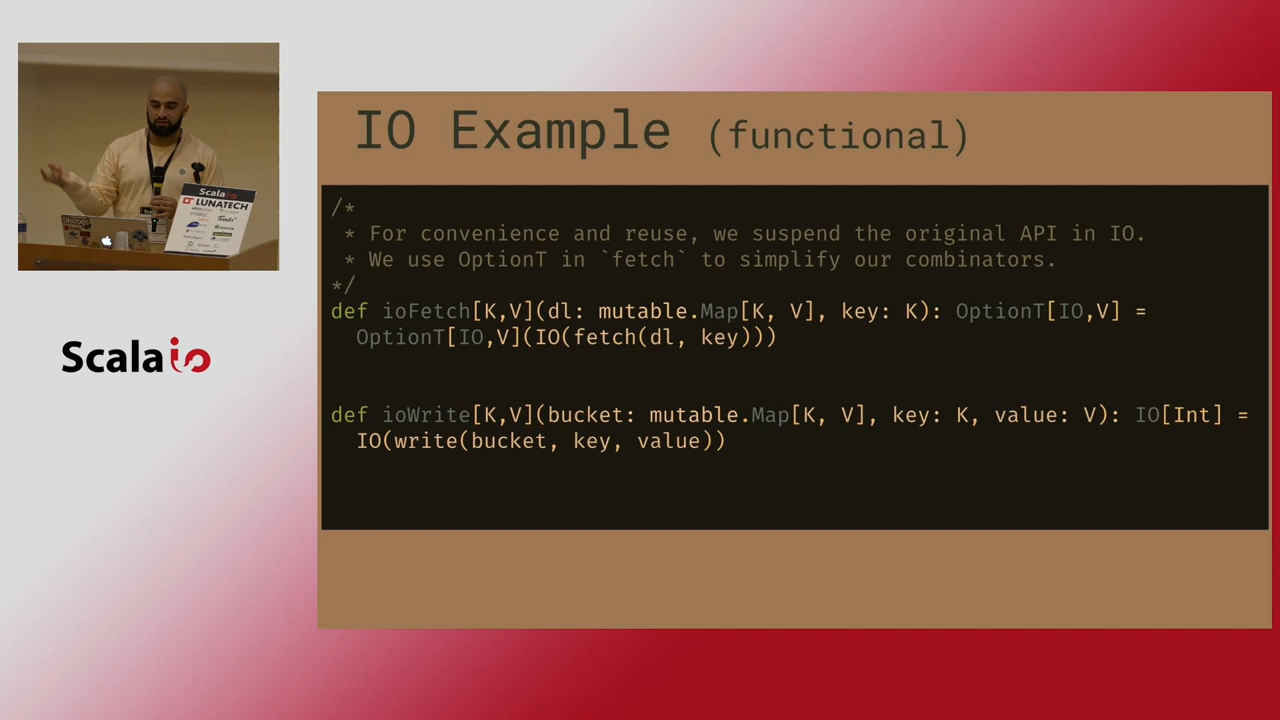 IO Example (functional)
/*
* For convenience and reuse, we suspend the original API in IO.
* We use OptionT in `fetch` to simplify our combinators.
*/
def ioFetch[K,V](dl: mutable.Map[K, V], key: K): OptionT[IO,V] =
OptionT[IO,V](IO(fetch(dl, key)))
def ioWrite[K,V](bucket: mutable.Map[K, V], key: K, value: V): IO[Int] =
IO(write(bucket, key, value))
Scala
LUNATECH
Scalaio